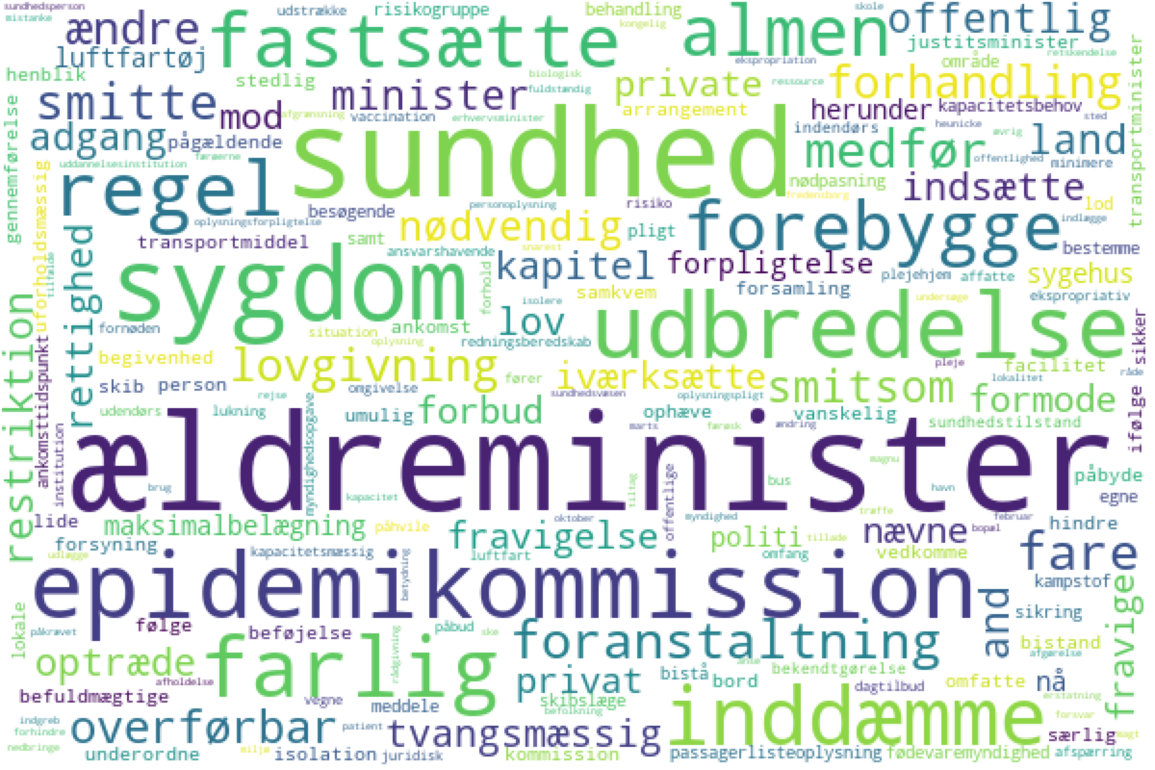 sundhedsperson
udstrække
risikogruppe
behandling
skole
mistanke
ændre
fastsætte
kongelig
almen
offentlig
luftfartøj
ekspropriation
justitsminister
retskendelse
henblik
stedlig
biologisk
private
område
forhandling
smitte
minister
fuldstændig
ressource
afgrænsning
vaccination
erhvervsminister
arrangement
herunder
kapacitetsbehov
mod
sundhed
heunicke
sted
adgang
pågældende
indendørs
øvrig
land
transportminister
gennemførelse
færøerne
medfør
offentlighed
minimere
uddannelsesinstitution
regel
nødpasning
indsætte
fredensborg
personoplysning
risiko
lod
oplysningsforpligtelse
besøgende
nødvendig
pligt
forebygge
indlægge
transportmiddel
samt
ansvarshavende
snarest
bestemme
uforholdsmæssig
rettighed
sygdom
kapitel
forpligtelse
plejehjem
affatte
sygehus
tilfælde
forhold
isolere
samkvem
forsamling
undersøge
ekspropriativ
restriktion
fornøden
situation
ankomst
lov
udbredelse
sikker
oplysning
redningsberedskab
begivenhed
lovgivning
iværksætte
pleje
facilitet
råde
lokalitet
skib
person
omgivelse
fører
sundhedsvæsen
oplysningspligt
smitsom
formode
ankomsttidspunkt
udendørs
lukning
rejse
umulig
forbud
ophæve
vanskelig
sundhedstilstand
ifølge
institution
myndighedsopgave
marts
færøsk
ændring
ældreminister
magnu
påbyde
brug
kapacitet
tiltag
bus
havn
egne
lide
maksimalbelægning
påhvile
oktober
offentlige
myndighed
træffe
bopæl
februar
hindre
fravigelse
politi
nævne
tillade
forsyning
kapacitetsmæssig
luftfart
omfang
vedkomme
fare
udlægge
betydning
epidemikommission
kampstof
and
sikring
lokale
påkrævet
følge
beføjelse
påbud
ske
foranstaltning
bistand
fravige
optræde
farlig
rådgivning
anse
bekendtgørelse
afgørelse
befuldmægtige
afholdelse
privat
bistå
bord
omfatte
nå
vegne
meddele
skibslæge
befolkning
dagtilbud
erstatning
indgreb
overførbar
patient
tvangsmæssig
inddæmme
forsvar
særlig
magt
forhindre
nedbringe
underordne
miljø
isolation
juridisk
kommission
passagerlisteoplysning
fødevaremyndighed
afspærring